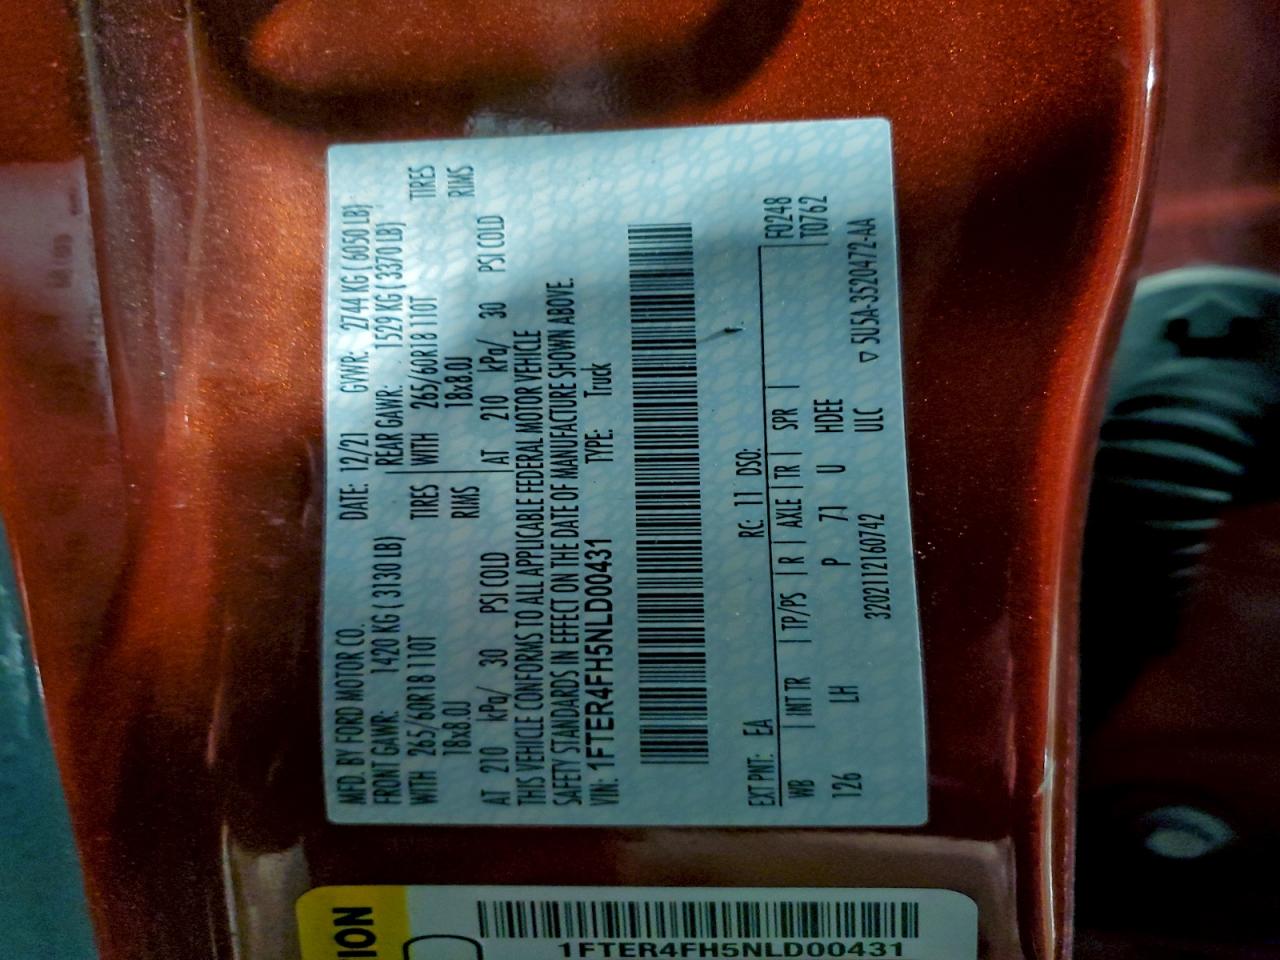 MFD. BY FORD MOTOR CO. DATE: 12/21 GVWR: 2744 KG ( 6050 LB)
FRONT GAWR: 1420 KG ( 3130 LB) REAR GAWR: 1529 KG ( 3370 LB)
WITH 265/60R18 110T TIRES WITH 265/60R18 110T TIRES
18x8.0J RIMS 18x8.0J RIMS
AT 210 kPa/ 30 PSI COLD AT 210 kPa/ 30 PSI COLD
THIS VEHICLE CONFORMS TO ALL APPLICABLE FEDERAL MOTOR VEHICLE
SAFETY STANDARDS IN EFFECT ON THE DATE OF MANUFACTURE SHOWN ABOVE.
VIN: 1FTER4FH5NLD00431 TYPE: Truck
EXT PNT: EA RC: 11 DSO: F0248
WB | INT TR | TP/PS | R | AXLE | TR | SPR | T0762
126 LH P 71 U HDEE
320211216074​2 ULC ▽ 5U5A-3520472-AA
ION
1FTER4FH5NLD00431